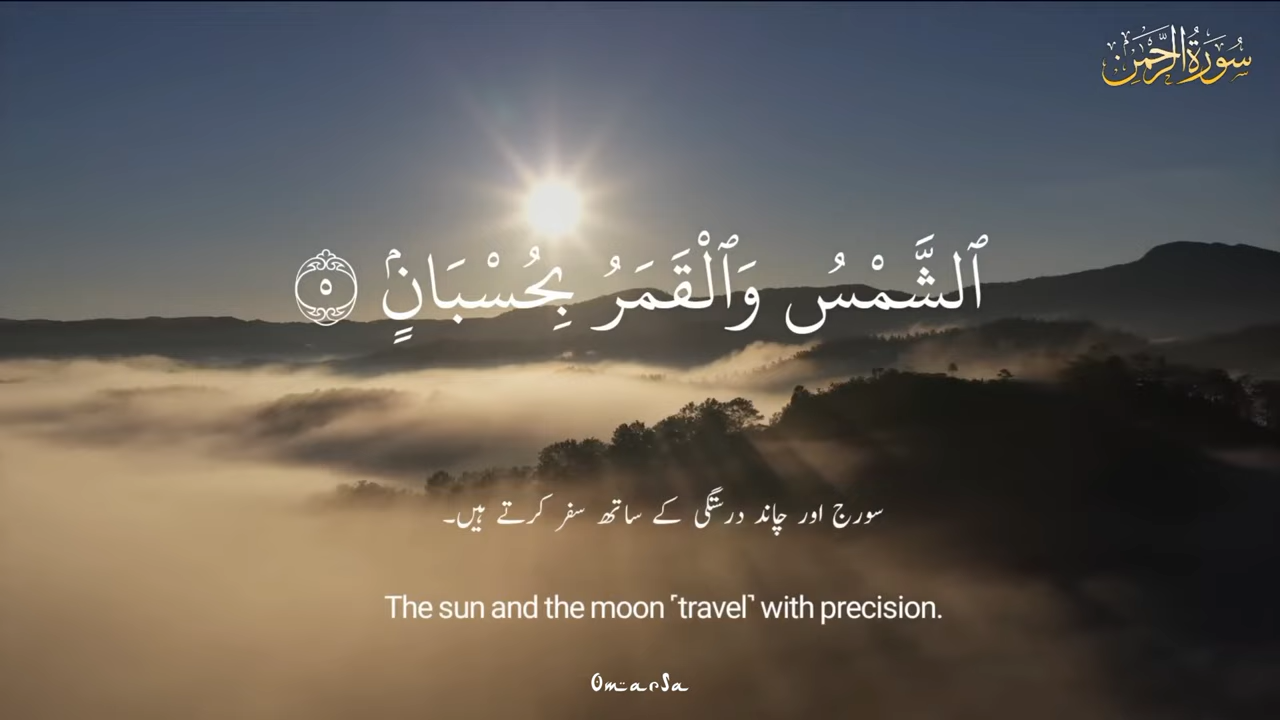 سُورَةُ الرَّحْمٰن
ٱلشَّمْسُ وَٱلْقَمَرُ بِحُسْبَانٍۢ ٥
سورج اور چاند درستگی کے ساتھ سفر کرتے ہیں۔
The sun and the moon ˹travel˺ with precision.
OmarSa